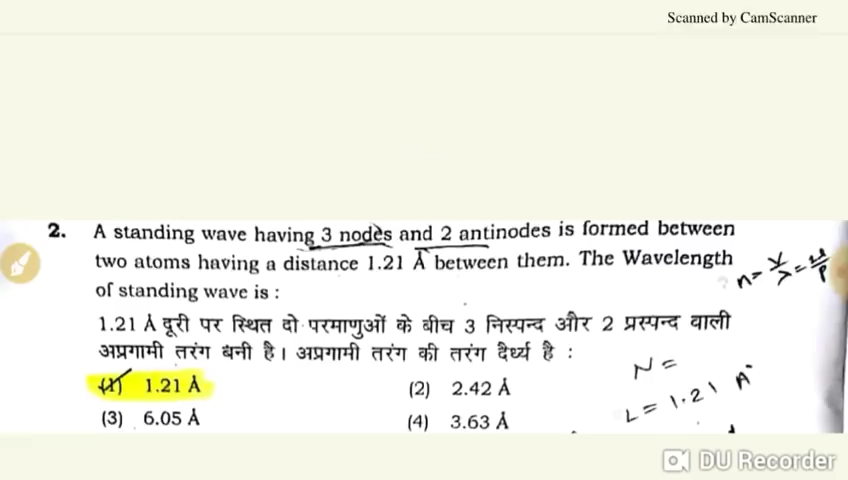 Scanned by CamScanner
2. A standing wave having 3 nodes and 2 antinodes is formed between
two atoms having a distance 1.21 Å between them. The Wavelength
of standing wave is :
1.21 Å दूरी पर स्थित दो परमाणुओं के बीच 3 निस्पन्द और 2 प्रस्पन्द वाली
अप्रगामी तरंग बनी है। अप्रगामी तरंग की तरंग दैर्ध्य है :
(1) 1.21 Å (2) 2.42 Å
(3) 6.05 Å (4) 3.63 Å
N =
L = 1.21 A°
DU Recorder